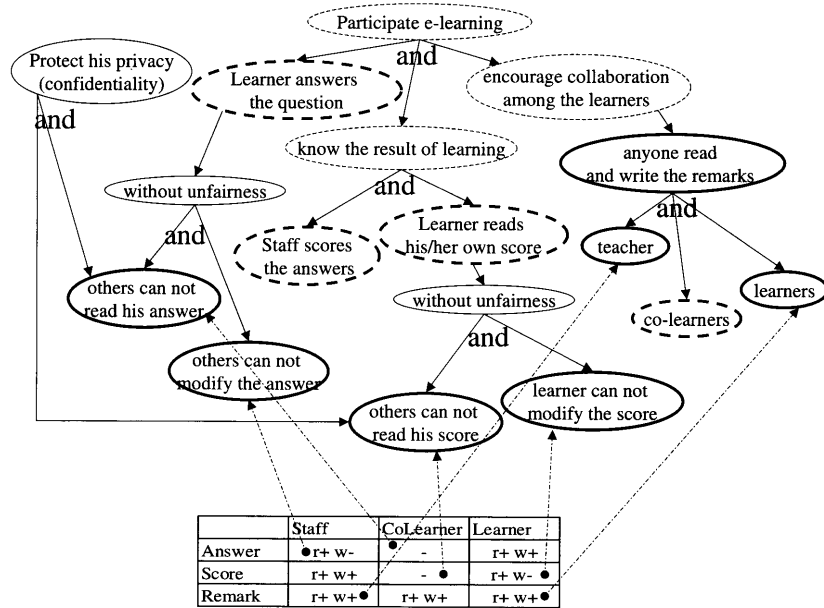 Participate e-learning
and
Protect his privacy
(confidentiality)
and
Learner answers
the question
encourage collaboration
among the learners
know the result of learning
anyone read
and write the remarks
without unfairness
and
and
and
Staff scores
the answers
Learner reads
his/her own score
teacher
others can not
read his answer
without unfairness
co-learners
learners
and
others can not
modify the answer
others can not
read his score
learner can not
modify the score
Staff CoLearner Learner
Answer r+ w- - r+ w+
Score r+ w+ - r+ w-
Remark r+ w+ r+ w+ r+ w+